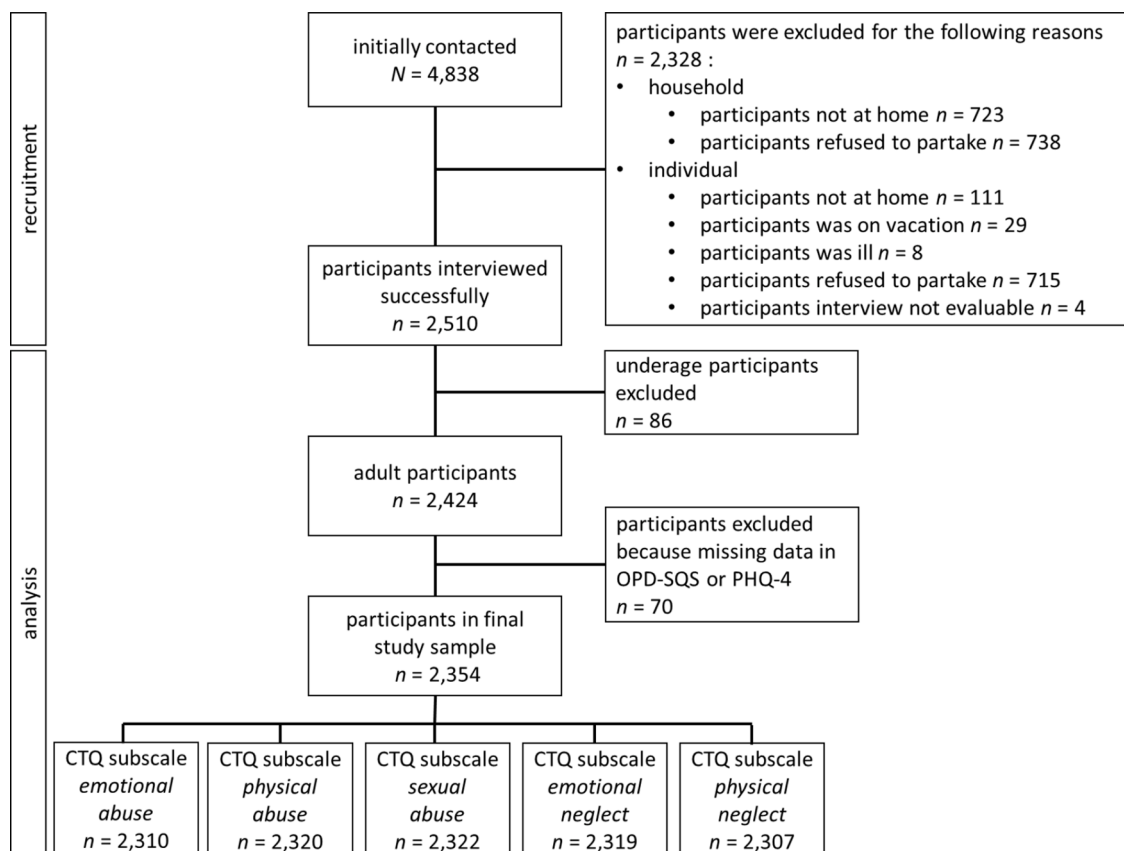 recruitment
initially contacted
N = 4,838
participants were excluded for the following reasons
n = 2,328 :
• household
• participants not at home n = 723
• participants refused to partake n = 738
• individual
• participants not at home n = 111
• participants was on vacation n = 29
• participants was ill n = 8
• participants refused to partake n = 715
• participants interview not evaluable n = 4
participants interviewed
successfully
n = 2,510
analysis
underage participants
excluded
n = 86
adult participants
n = 2,424
participants excluded
because missing data in
OPD-SQS or PHQ-4
n = 70
participants in final
study sample
n = 2,354
CTQ subscale
emotional
abuse
n = 2,310
CTQ subscale
physical
abuse
n = 2,320
CTQ subscale
sexual
abuse
n = 2,322
CTQ subscale
emotional
neglect
n = 2,319
CTQ subscale
physical
neglect
n = 2,307